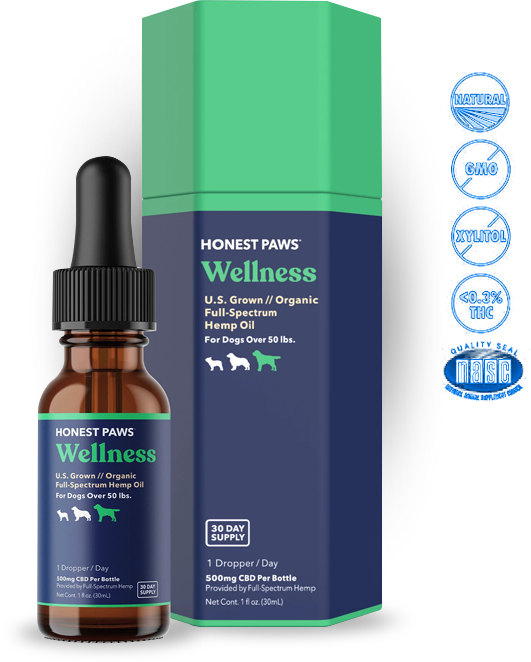 HONEST PAWS™
Wellness
U.S. Grown // Organic
Full-Spectrum
Hemp Oil
For Dogs Over 50 lbs.
30 DAY
SUPPLY
1 Dropper / Day
500mg CBD Per Bottle
Provided by Full-Spectrum Hemp
Net Cont. 1 fl oz. (30mL)
HONEST PAWS
Wellness
U.S. Grown // Organic
Full-Spectrum Hemp Oil
For Dogs Over 50 lbs.
1 Dropper / Day
500mg CBD Per Bottle
Provided by Full-Spectrum Hemp
Net Cont. 1 fl oz. (30mL)
30 DAY
SUPPLY
NATURAL
GMO
XYLITOL
<0.3%
THC
QUALITY SEAL
nasc